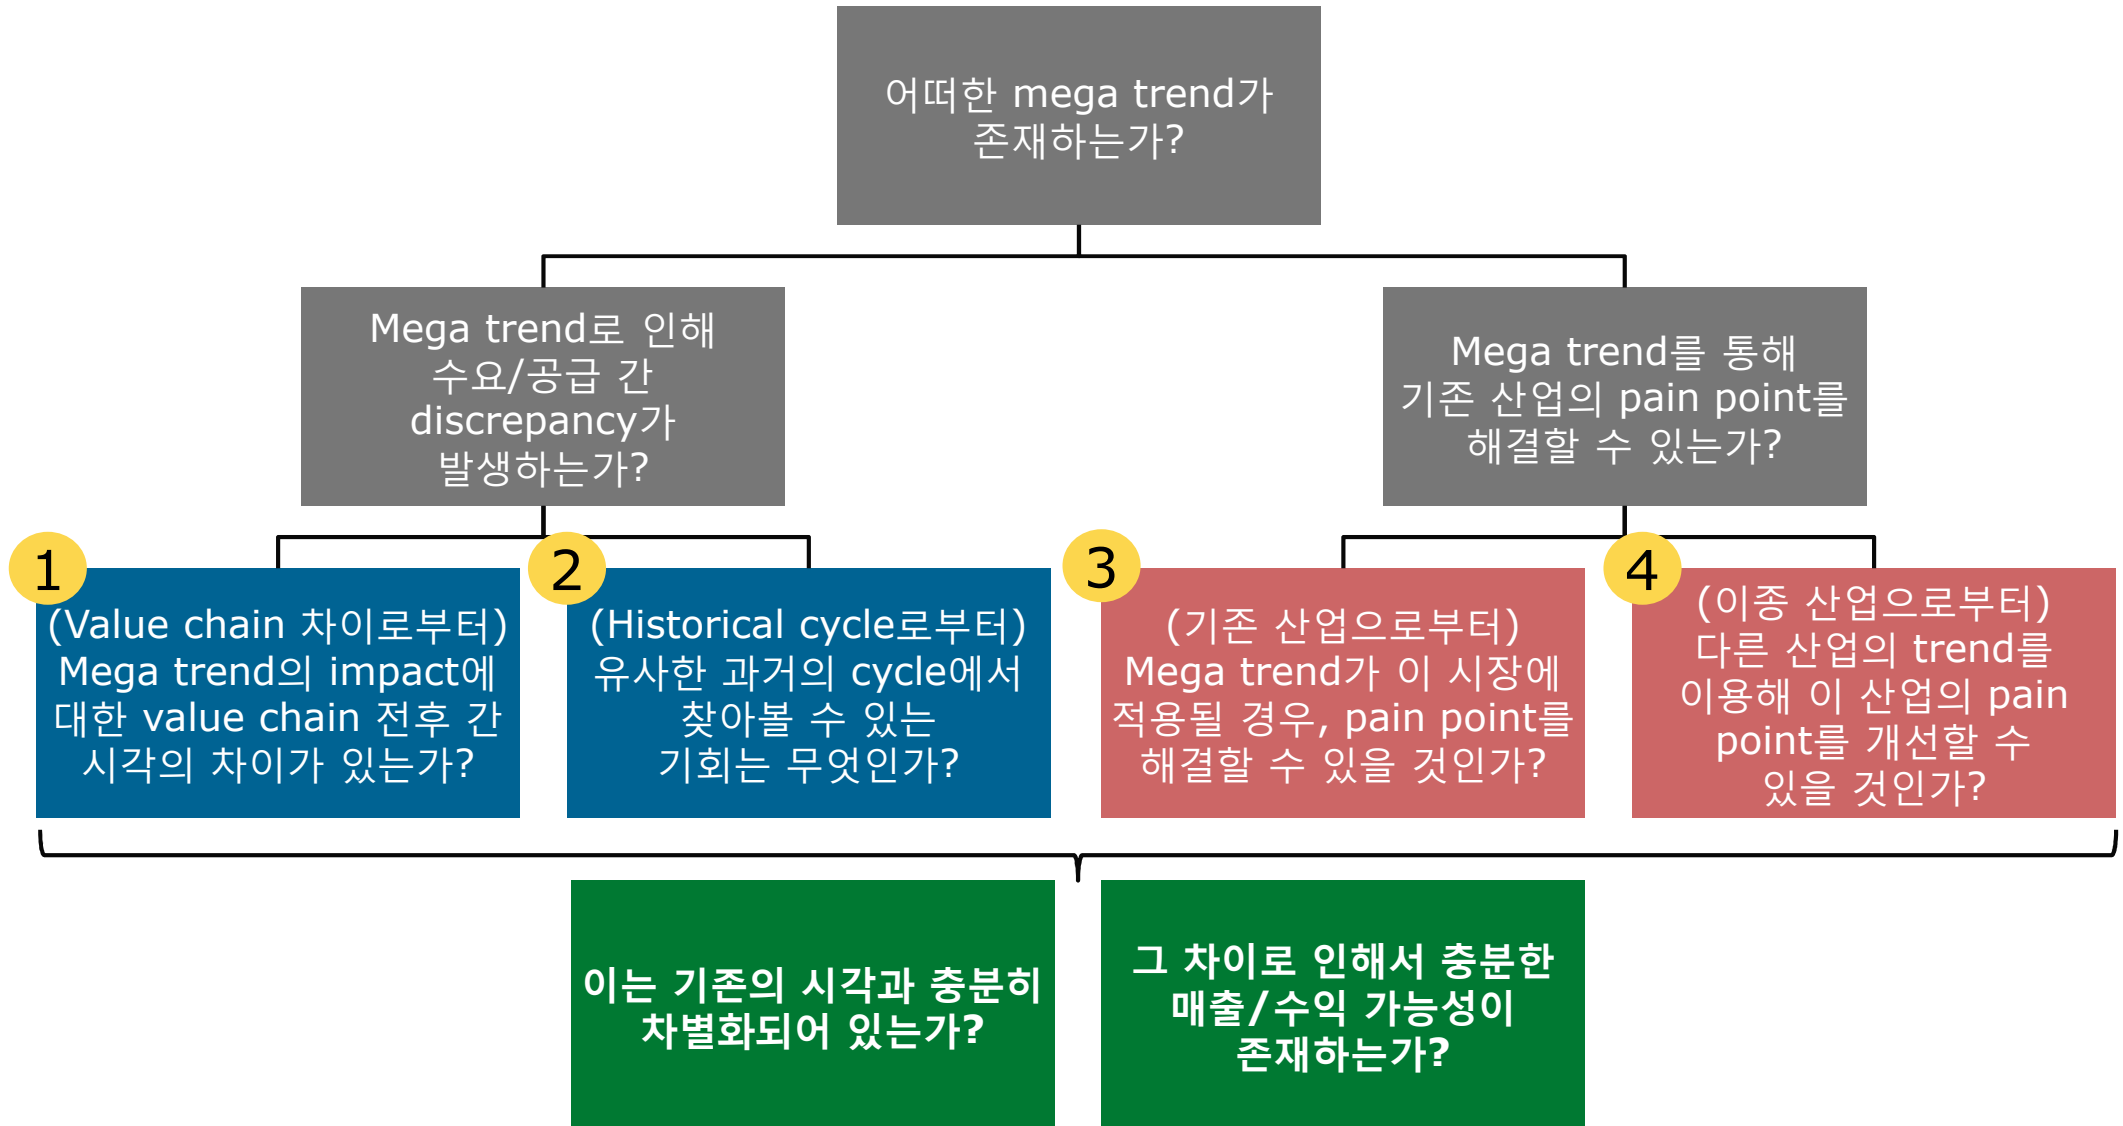 어떠한 mega trend가
존재하는가?
Mega trend로 인해
수요/공급 간
discrepancy가
발생하는가?
Mega trend를 통해
기존 산업의 pain point를
해결할 수 있는가?
1
(Value chain 차이로부터)
Mega trend의 impact에
대한 value chain 전후 간
시각의 차이가 있는가?
2
(Historical cycle로부터)
유사한 과거의 cycle에서
찾아볼 수 있는
기회는 무엇인가?
3
(기존 산업으로부터)
Mega trend가 이 시장에
적용될 경우, pain point를
해결할 수 있을 것인가?
4
(이종 산업으로부터)
다른 산업의 trend를
이용해 이 산업의 pain
point를 개선할 수
있을 것인가?
이는 기존의 시각과 충분히
차별화되어 있는가?
그 차이로 인해서 충분한
매출/수익 가능성이
존재하는가?